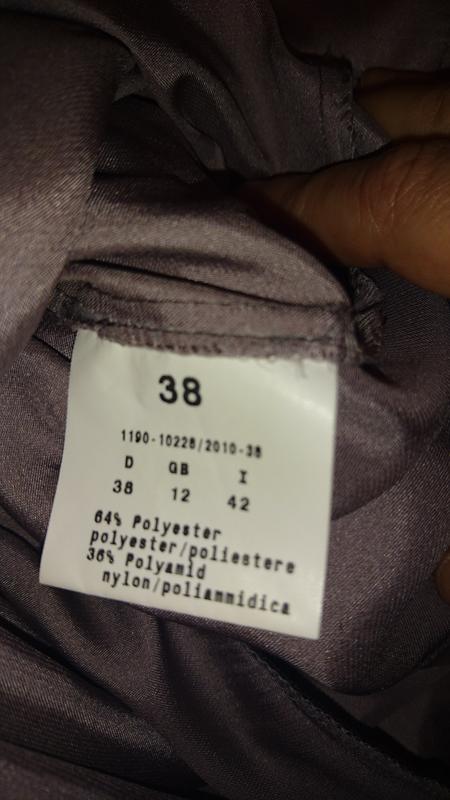 38
1190-10228/2010-38
D GB I
38 12 42
64% Polyester
polyester/poliestere
36% Polyamid
nylon/poliammidica